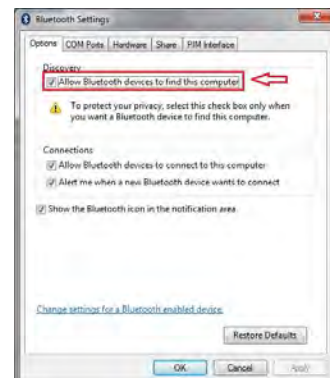 Bluetooth Settings
Options COM Ports Hardware Share PIM Interface
Discovery
Allow Bluetooth devices to find this computer
To protect your privacy, select this check box only when
you want a Bluetooth device to find this computer.
Connections
Allow Bluetooth devices to connect to this computer
Alert me when a new Bluetooth device wants to connect
Show the Bluetooth icon in the notification area
Change settings for a Bluetooth enabled device.
Restore Defaults
OK Cancel Apply